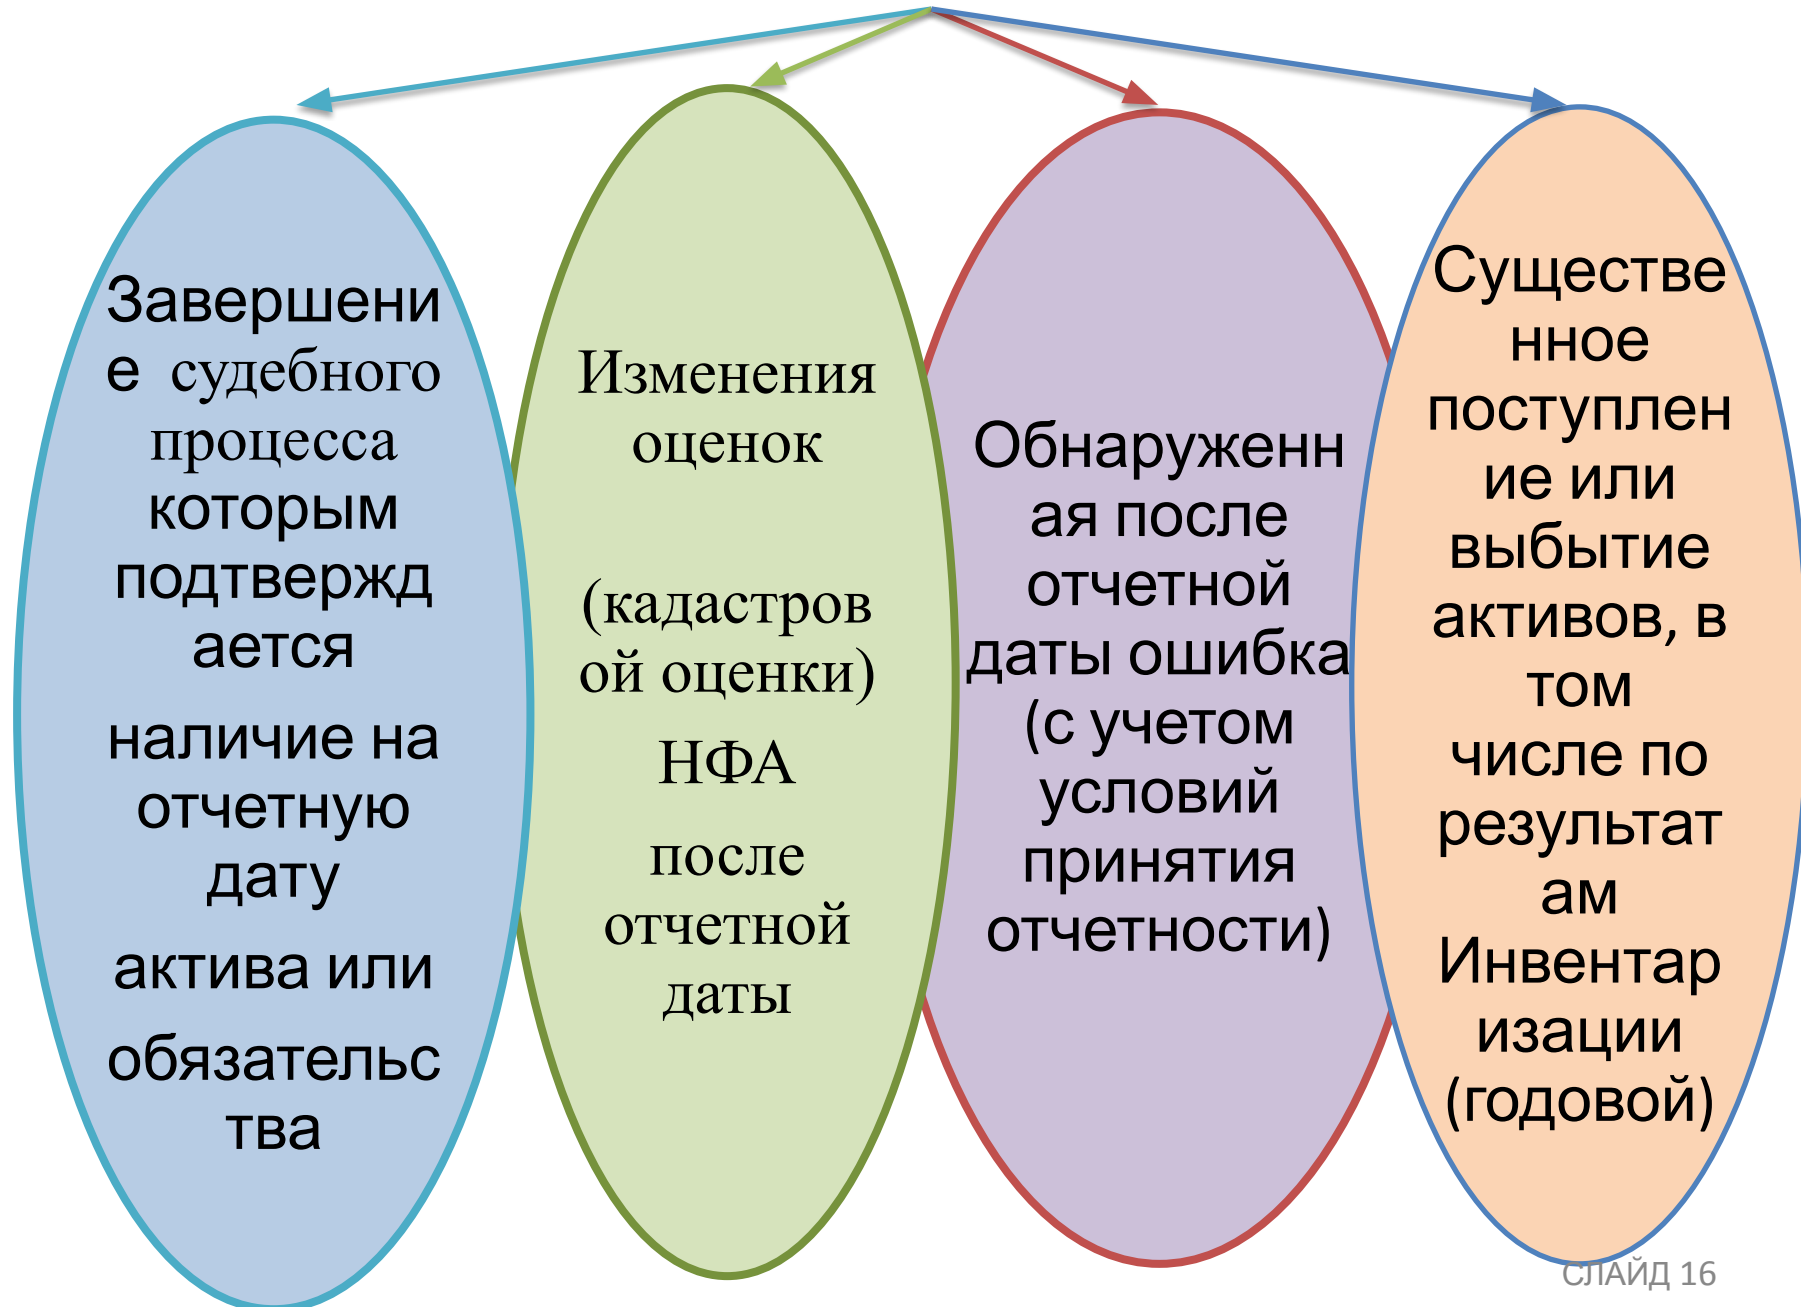 Завершени
е судебного
процесса
которым
подтвержд
ается
наличие на
отчетную
дату
актива или
обязательс
тва
Изменения
оценок
(кадастров
ой оценки)
НФА
после
отчетной
даты
Обнаруженн
ая после
отчетной
даты ошибка
(с учетом
условий
принятия
отчетности)
Существе
нное
поступлен
ие или
выбытие
активов, в
том
числе по
результат
ам
Инвентар
изации
(годовой)
СЛАЙД 16